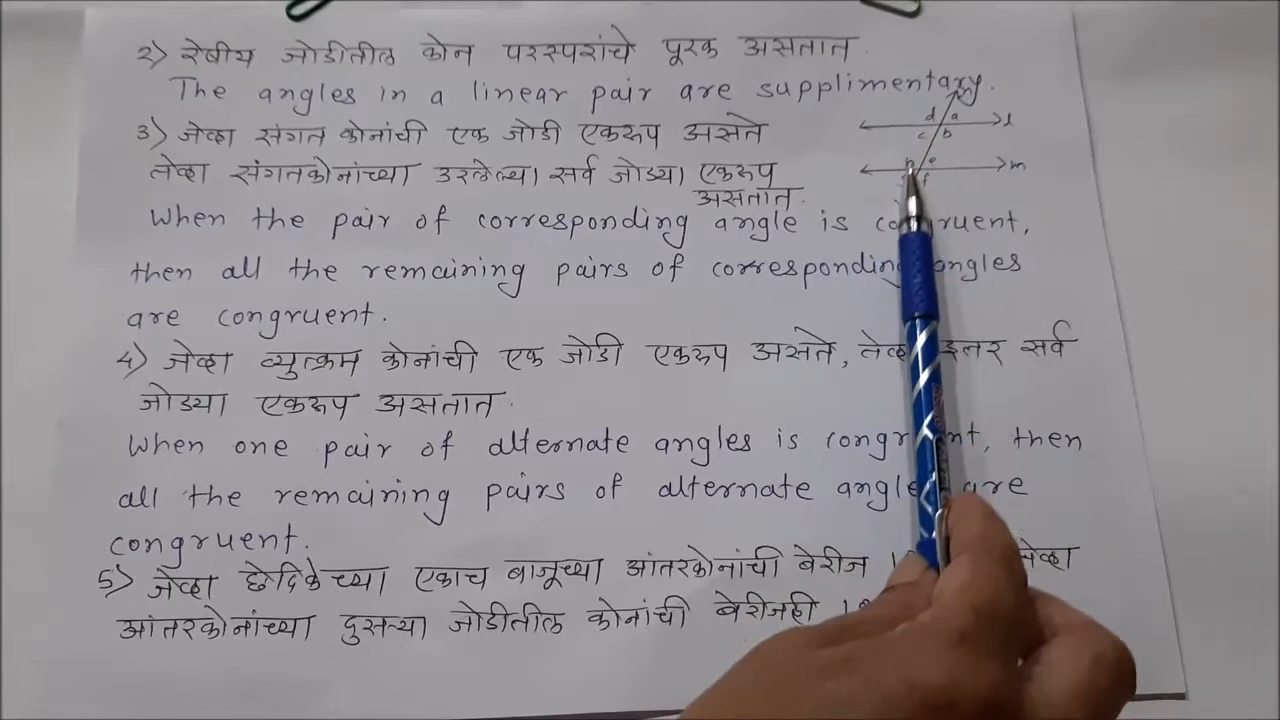 2) रेषीय जोडीतील कोन परस्परांचे पूरक असतात.
The angles in a linear pair are supplimentary.
3) जेव्हा संगत कोनांची एक जोडी एकरुप असते
तेव्हा संगतकोनांच्या उरलेल्या सर्व जोड्या एकरुप
असतात.
d a l
c b
h e m
f
When the pair of corresponding angle is congruent,
then all the remaining pairs of corresponding angles
are congruent.
4) जेव्हा व्युत्क्रम कोनांची एक जोडी एकरुप असते, तेव्हा इतर सर्व
जोड्या एकरुप असतात.
When one pair of alternate angles is congruent, then
all the remaining pairs of alternate angles are
congruent.
5) जेव्हा छेदिकेच्या एकाच बाजूच्या आंतरकोनांची बेरीज तेव्हा
आंतरकोनांच्या दुसऱ्या जोडीतील कोनांची बेरीजही